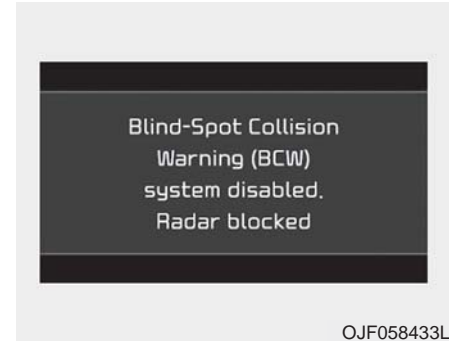 Blind-Spot Collision
Warning (BCW)
system disabled.
Radar blocked
OJF058433L